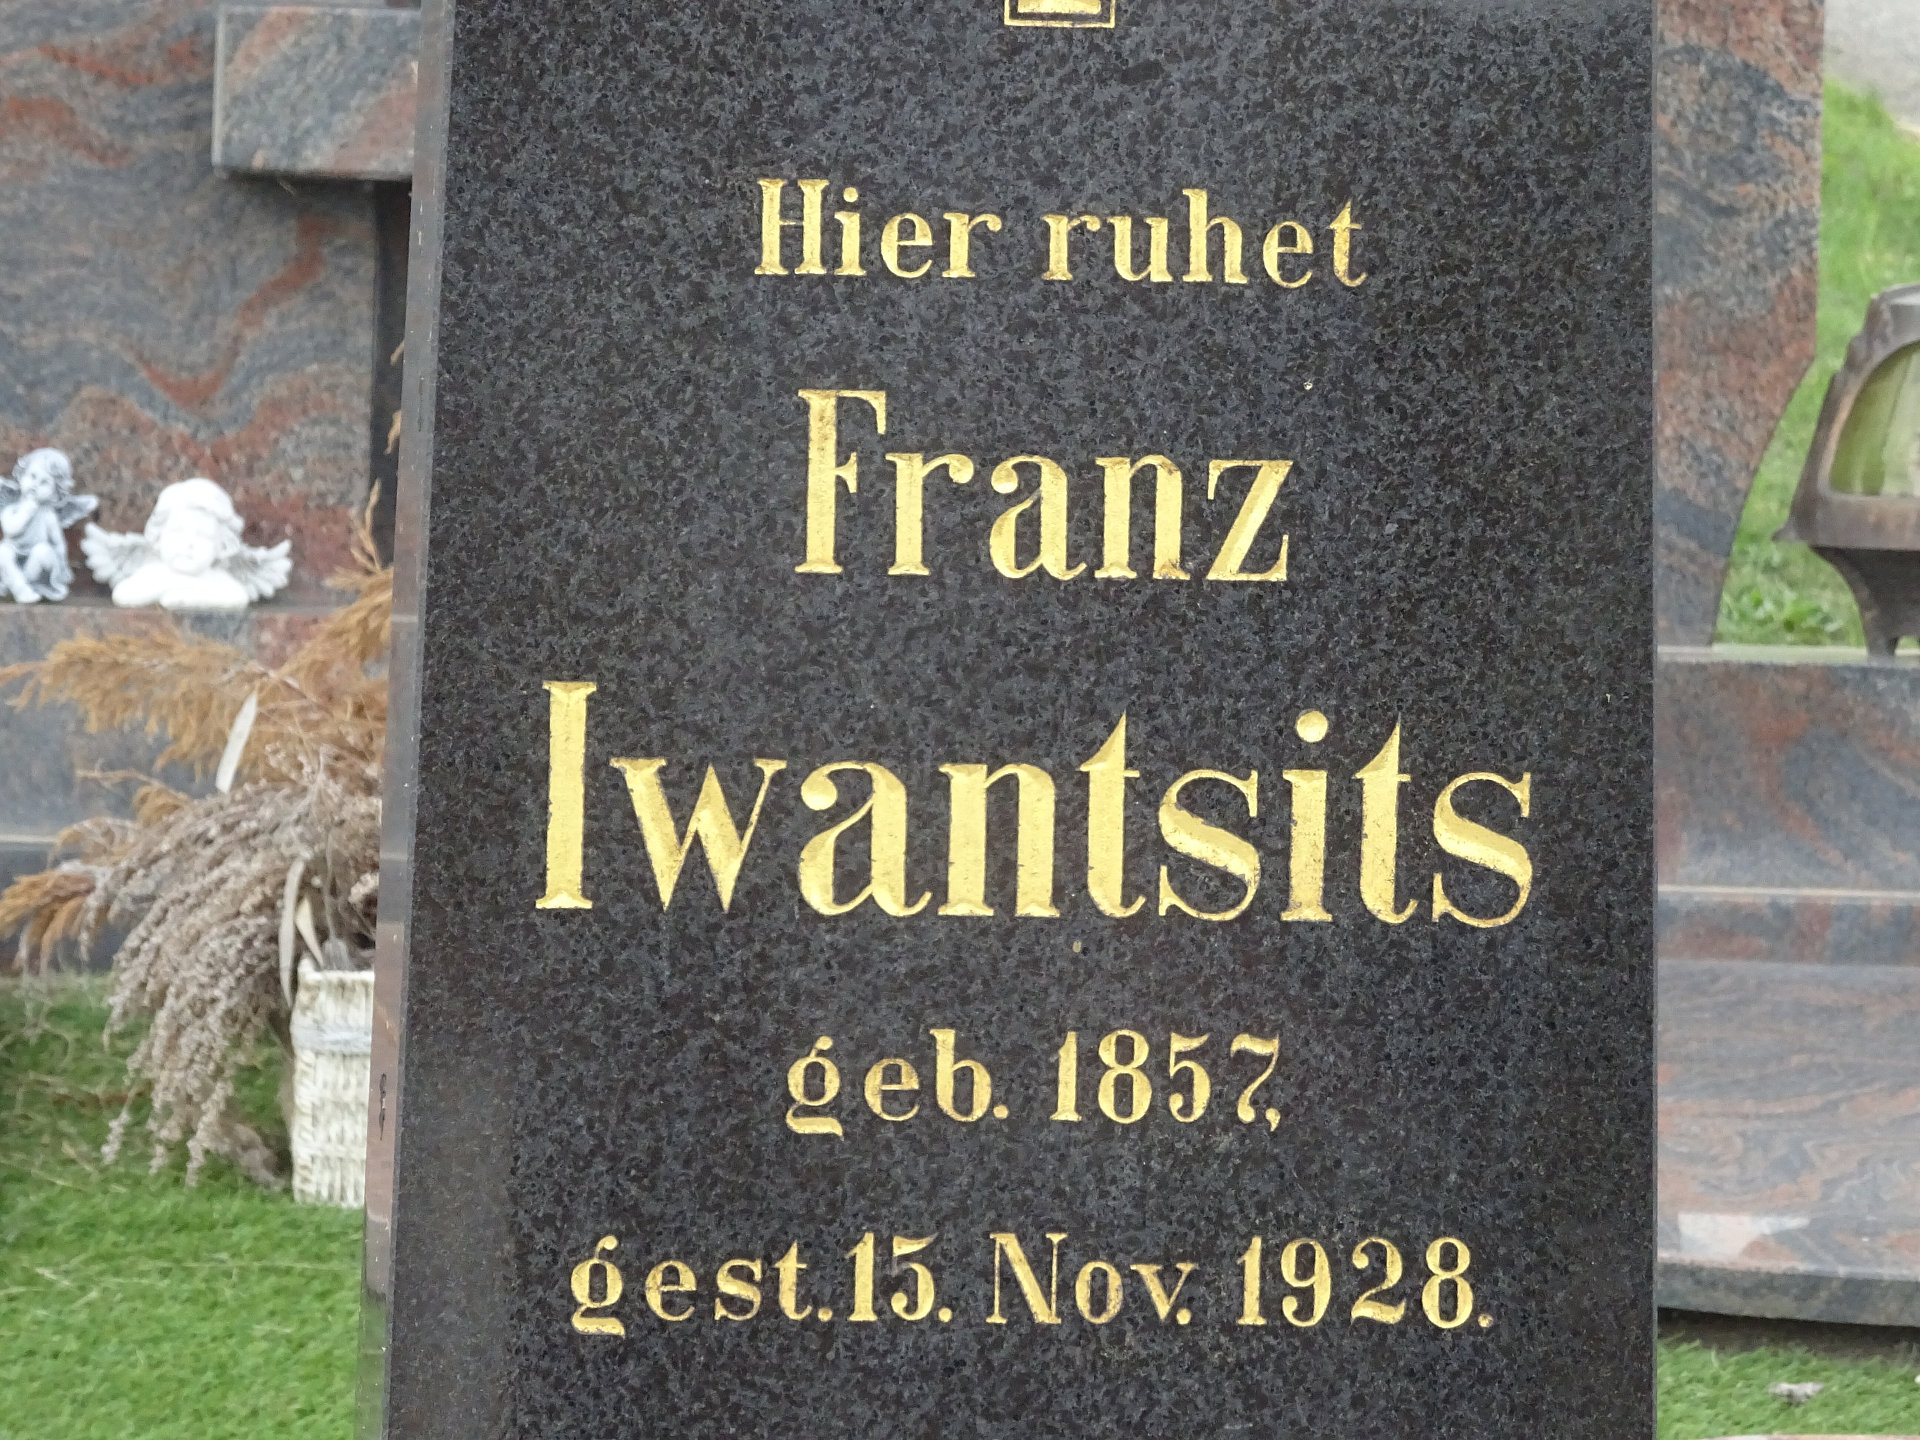 Hier ruhet
Franz
Iwantsits
geb. 1857,
gest. 15. Nov. 1928.